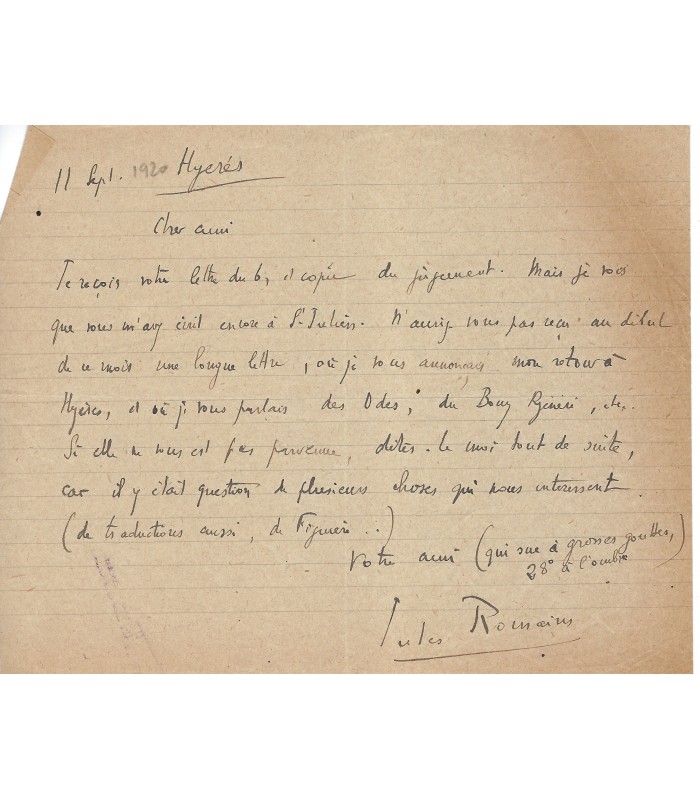 11 Sept. 1920 Hyerés
Cher ami
Je reçois votre lettre du 6, et copie du jugement. Mais je vois
que vous m'avez écrit encore à St Julien. N'auriez vous pas reçu au début
de ce mois une longue lettre, où je vous annonçais mon retour à
Hyères, et où je vous parlais des Odes, du Bourg, etc..
Si elle ne vous est pas parvenue, dites-le moi tout de suite,
car il y était question de plusieurs choses qui nous intéressent
(de traductions aussi, de Figuière..)
Votre ami (qui sue à grosses gouttes,
28° à l'ombre)
Jules Romains